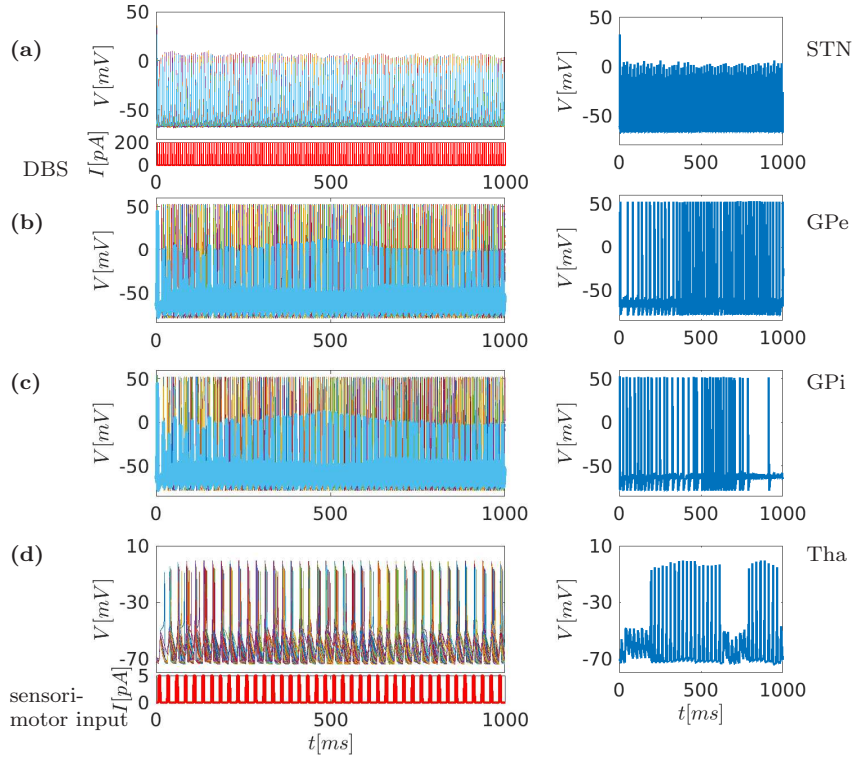 (a)
V[mV]
50
0
-50
STN
V[mV]
50
0
-50
0
500
1000
DBS
I[pA]
200
0
0
500
1000
(b)
V[mV]
50
0
-50
0
500
1000
GPe
V[mV]
50
0
-50
0
500
1000
(c)
V[mV]
50
0
-50
0
500
1000
GPi
V[mV]
50
0
-50
0
500
1000
(d)
V[mV]
10
-30
-70
Tha
V[mV]
10
-30
-70
0
500
1000
t[ms]
sensori-
motor input
I[pA]
5
0
0
500
1000
t[ms]